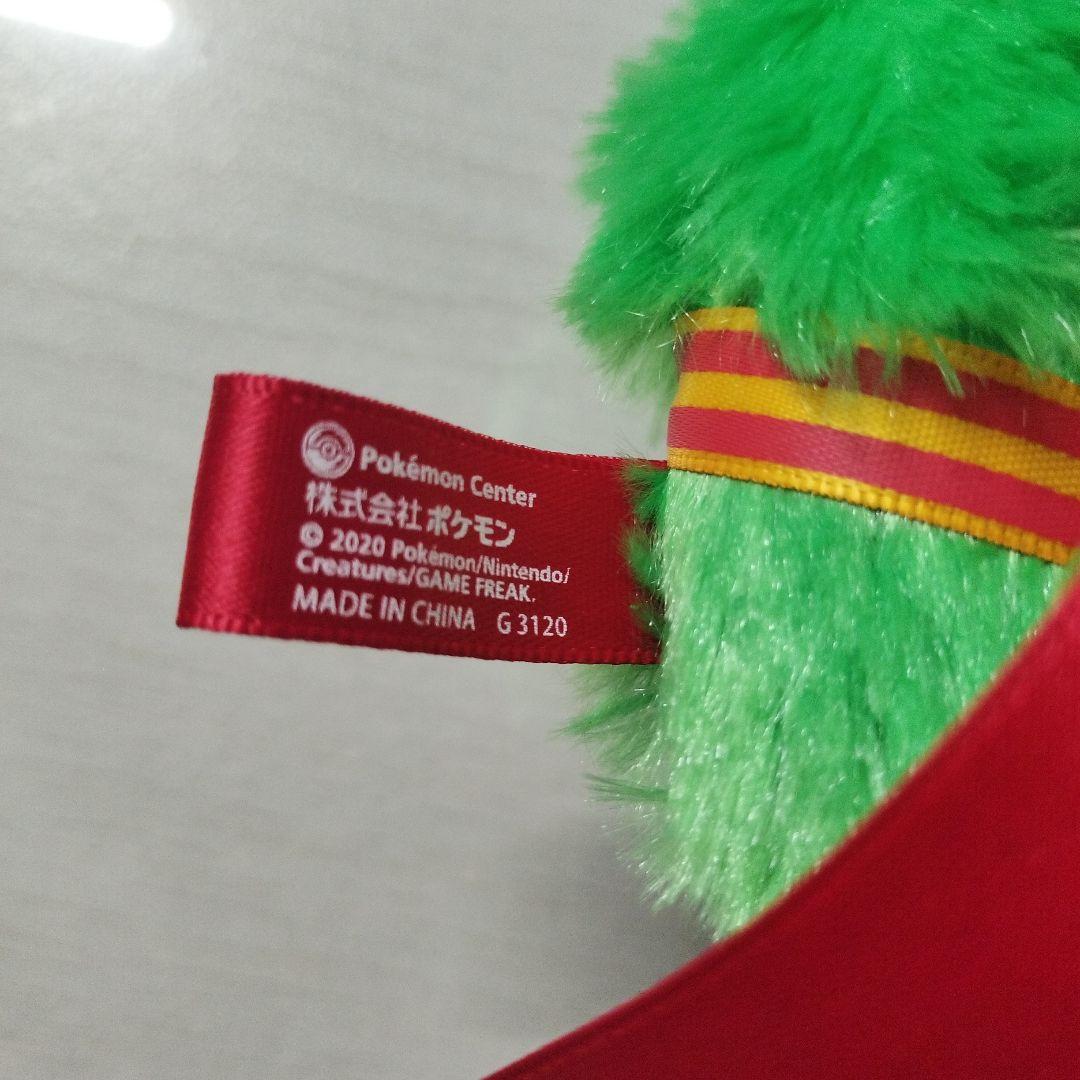 Pokémon Center
株式会社ポケモン
© 2020 Pokémon/Nintendo/
Creatures/GAME FREAK.
MADE IN CHINA G 3120